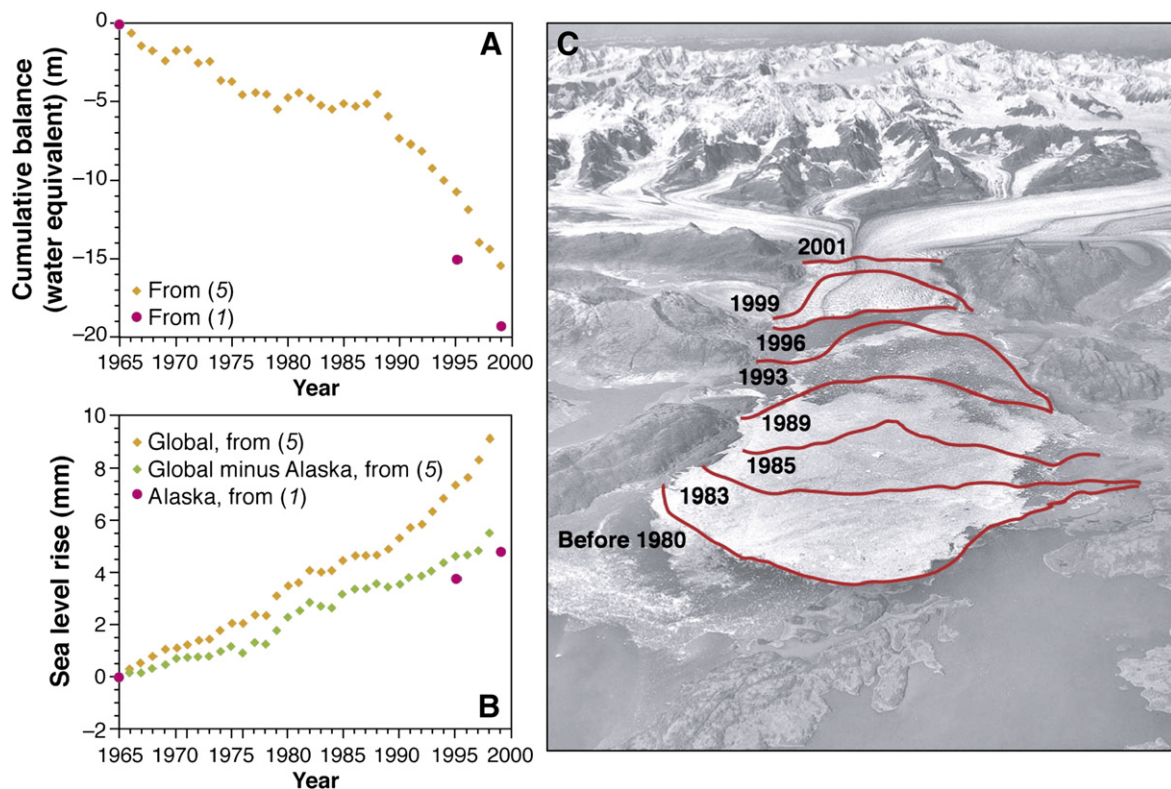 A
Cumulative balance
(water equivalent) (m)
0
−5
−10
−15
−20
From (5)
From (1)
1965 1970 1975 1980 1985 1990 1995 2000
Year
B
Sea level rise (mm)
10
8
6
4
2
0
−2
Global, from (5)
Global minus Alaska, from (5)
Alaska, from (1)
1965 1970 1975 1980 1985 1990 1995 2000
Year
C
2001
1999
1996
1993
1989
1985
1983
Before 1980